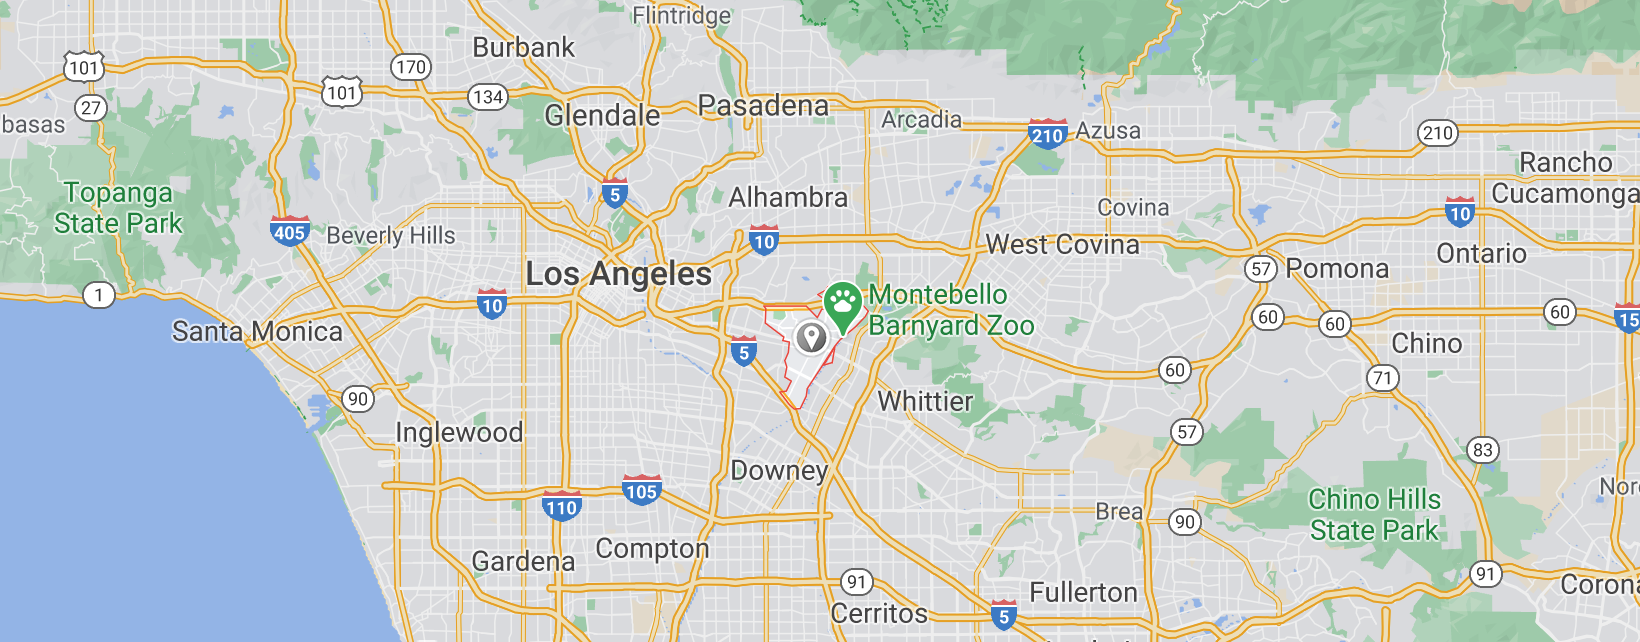 Flintridge
Burbank
101
170
101
134
27
Glendale
Pasadena
Arcadia
210
Azusa
210
basas
Rancho
Cucamonga
Topanga
State Park
5
Alhambra
Covina
10
405
Beverly Hills
10
West Covina
Ontario
Los Angeles
57
Pomona
1
10
Montebello
Barnyard Zoo
60
60
60
15
Santa Monica
5
Chino
60
71
90
Whittier
Inglewood
57
83
Downey
105
110
Chino Hills
State Park
Nor
Brea
90
Gardena
Compton
91
91
Corona
Cerritos
5
Fullerton